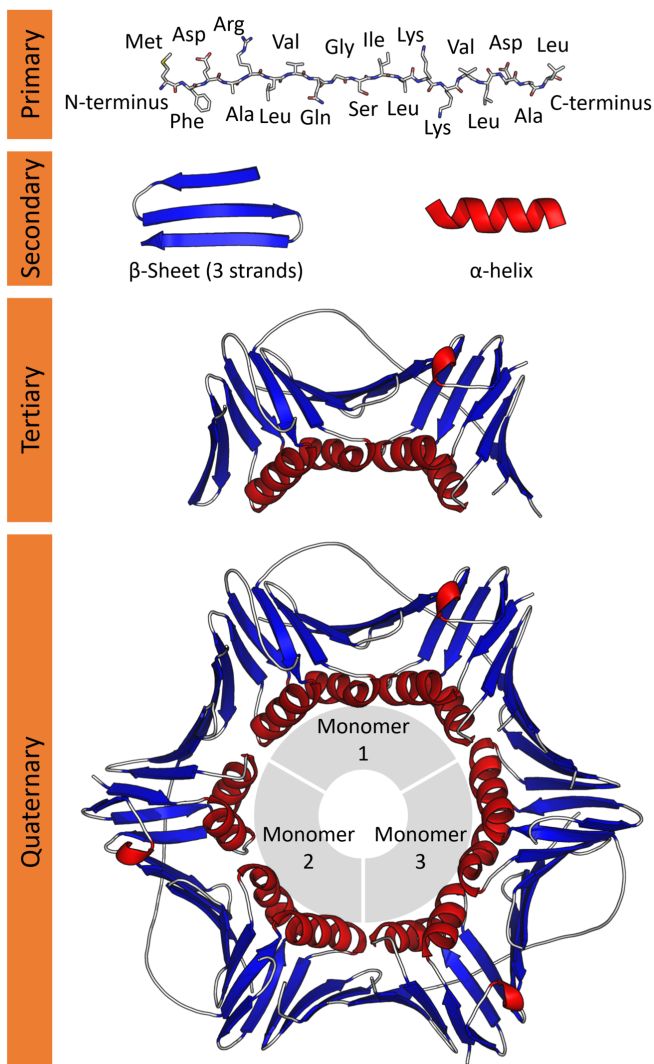 Primary
Met Asp Arg Val Gly Ile Lys Val Asp Leu
N-terminus C-terminus
Phe Ala Leu Gln Ser Leu Lys Leu Ala
Secondary
β-Sheet (3 strands) α-helix
Tertiary
Quaternary
Monomer
1
Monomer
2
Monomer
3